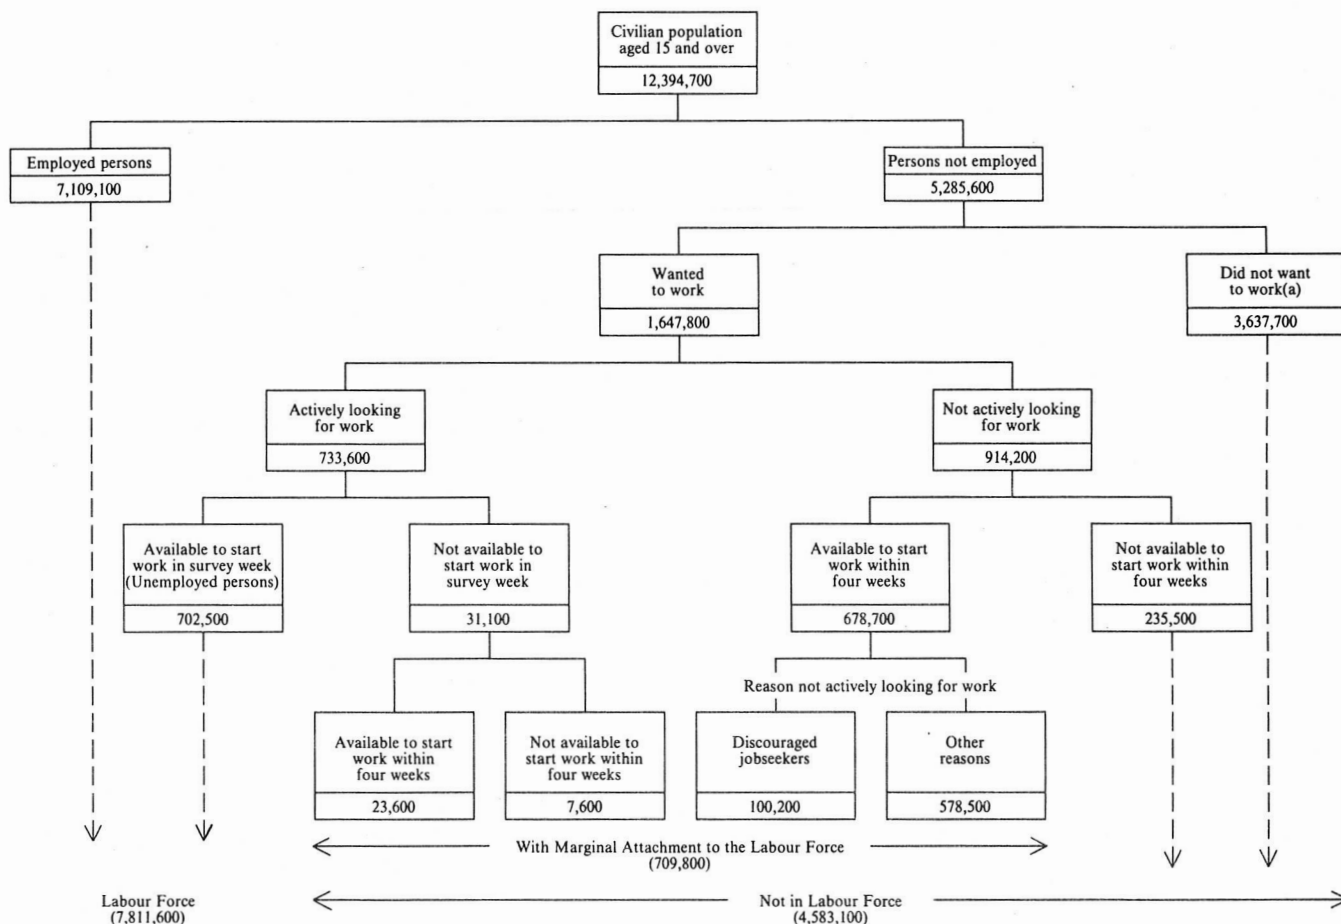 Civilian population
aged 15 and over
12,394,700
Employed persons
7,109,100
Persons not employed
5,285,600
Wanted
to work
1,647,800
Did not want
to work(a)
3,637,700
Actively looking
for work
733,600
Not actively looking
for work
914,200
Available to start
work in survey week
(Unemployed persons)
702,500
Not available to
start work in
survey week
31,100
Available to start
work within
four weeks
678,700
Not available to
start work within
four weeks
235,500
Reason not actively looking for work
Available to start
work within
four weeks
23,600
Not available to
start work within
four weeks
7,600
Discouraged
jobseekers
100,200
Other
reasons
578,500
With Marginal Attachment to the Labour Force
(709,800)
Labour Force
(7,811,600)
Not in Labour Force
(4,583,100)